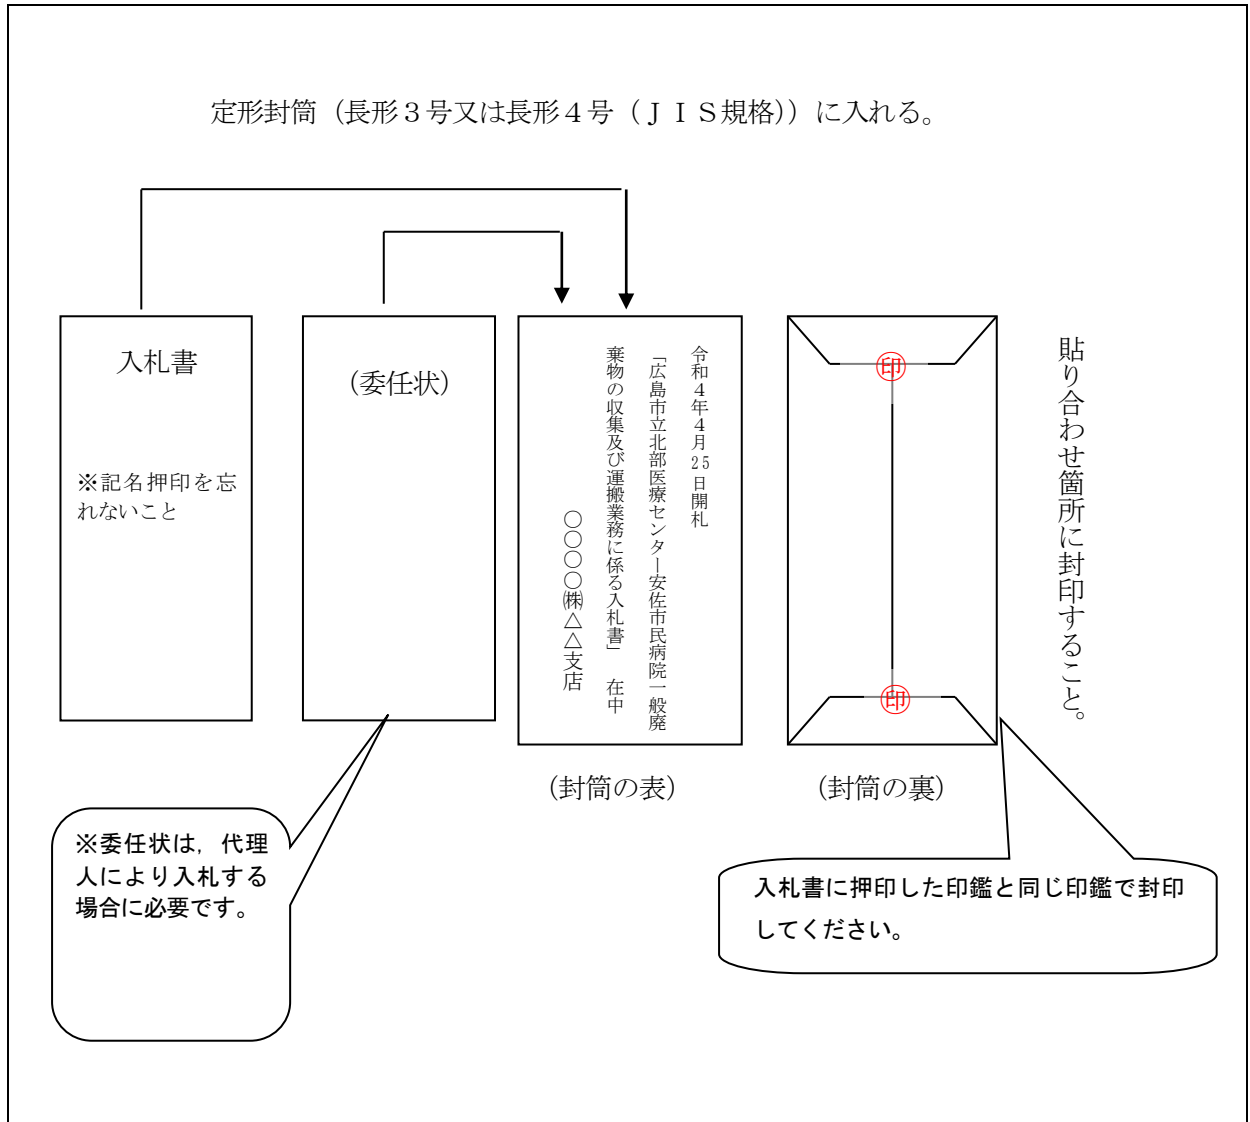 定形封筒（長形３号又は長形４号（ＪＩＳ規格））に入れる。
入札書
※記名押印を忘
れないこと
（委任状）
令和４年４月25日開札
「広島市立北部医療センター安佐市民病院一般廃
棄物の収集及び運搬業務に係る入札書」　在中
〇〇〇〇㈱△△支店
印
印
貼り合わせ箇所に封印すること。
（封筒の表）
（封筒の裏）
※委任状は，代理
人により入札する
場合に必要です。
入札書に押印した印鑑と同じ印鑑で封印
してください。